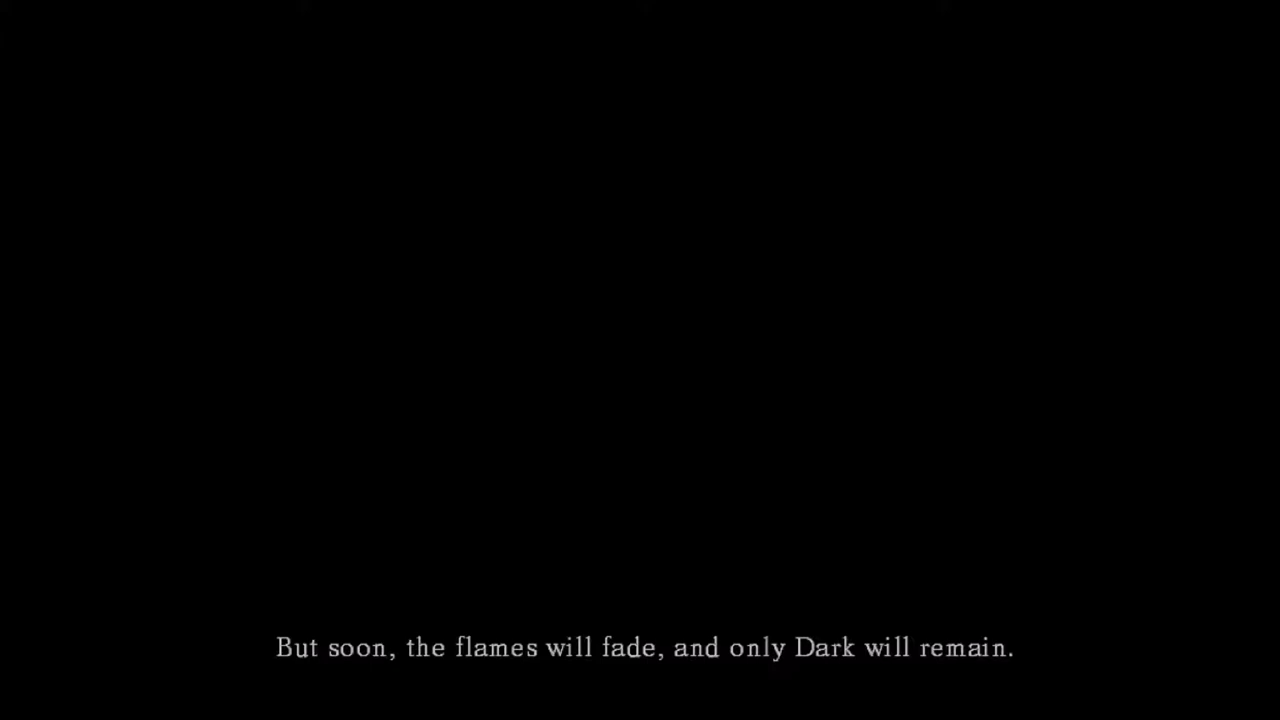 But soon, the flames will fade, and only Dark will remain.